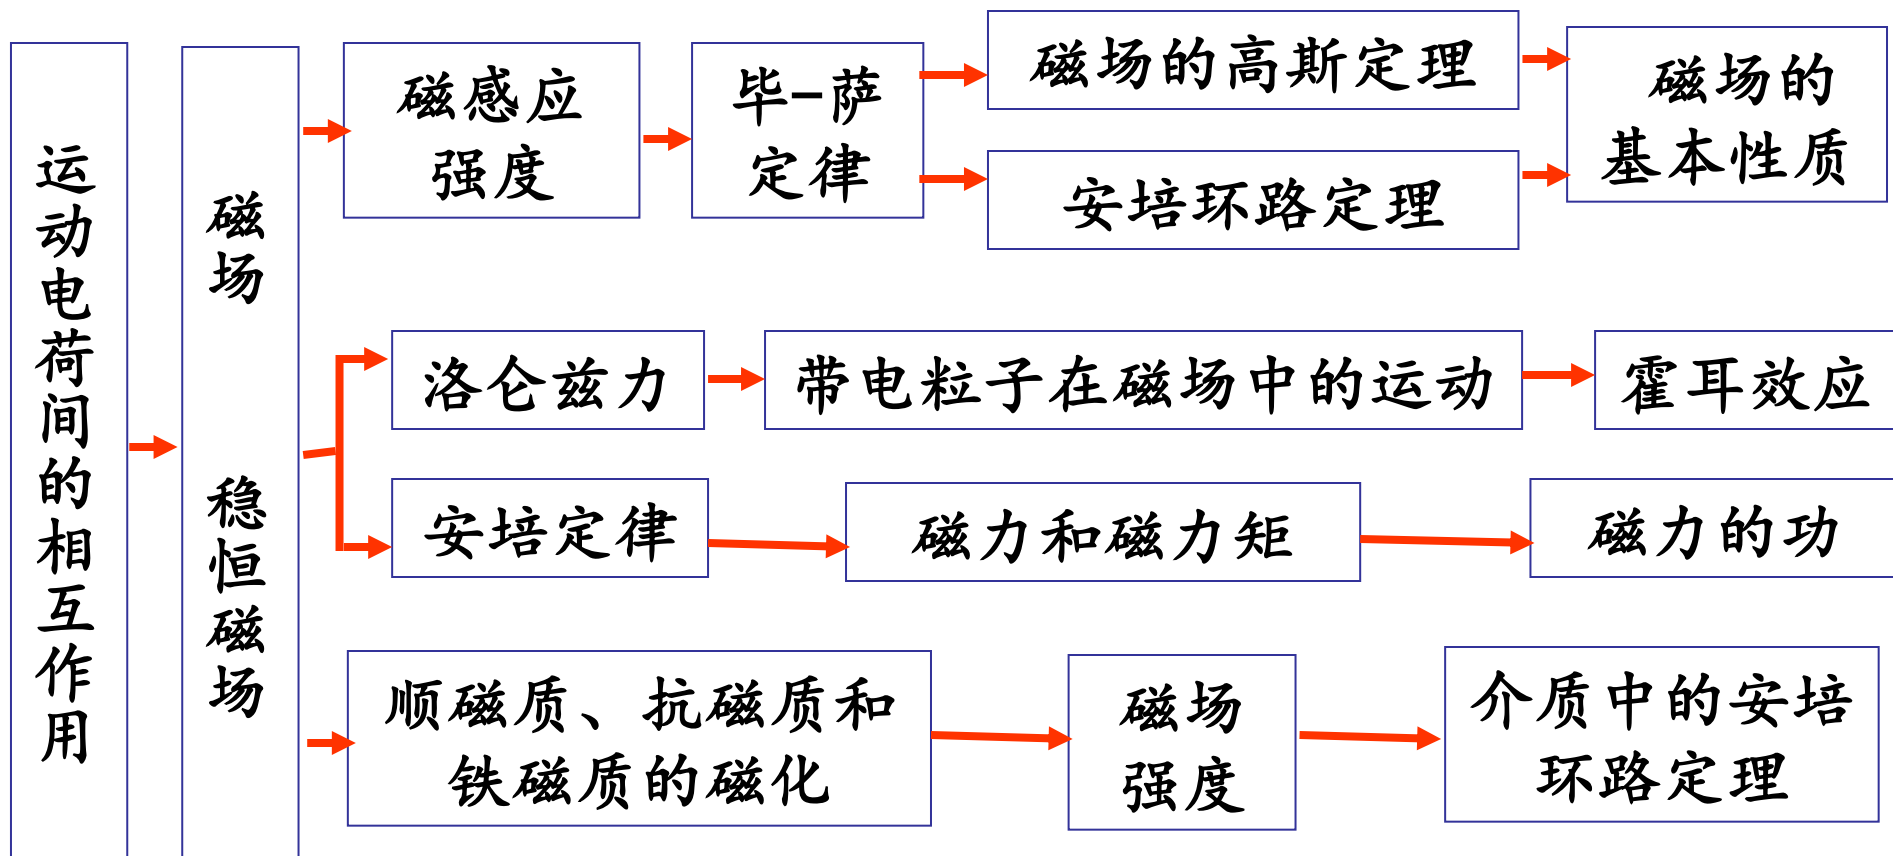 运动电荷间的相互作用
磁场
稳恒磁场
磁感应
强度
毕-萨
定律
磁场的高斯定理
安培环路定理
磁场的
基本性质
洛仑兹力
带电粒子在磁场中的运动
霍耳效应
安培定律
磁力和磁力矩
磁力的功
顺磁质、抗磁质和
铁磁质的磁化
磁场
强度
介质中的安培
环路定理